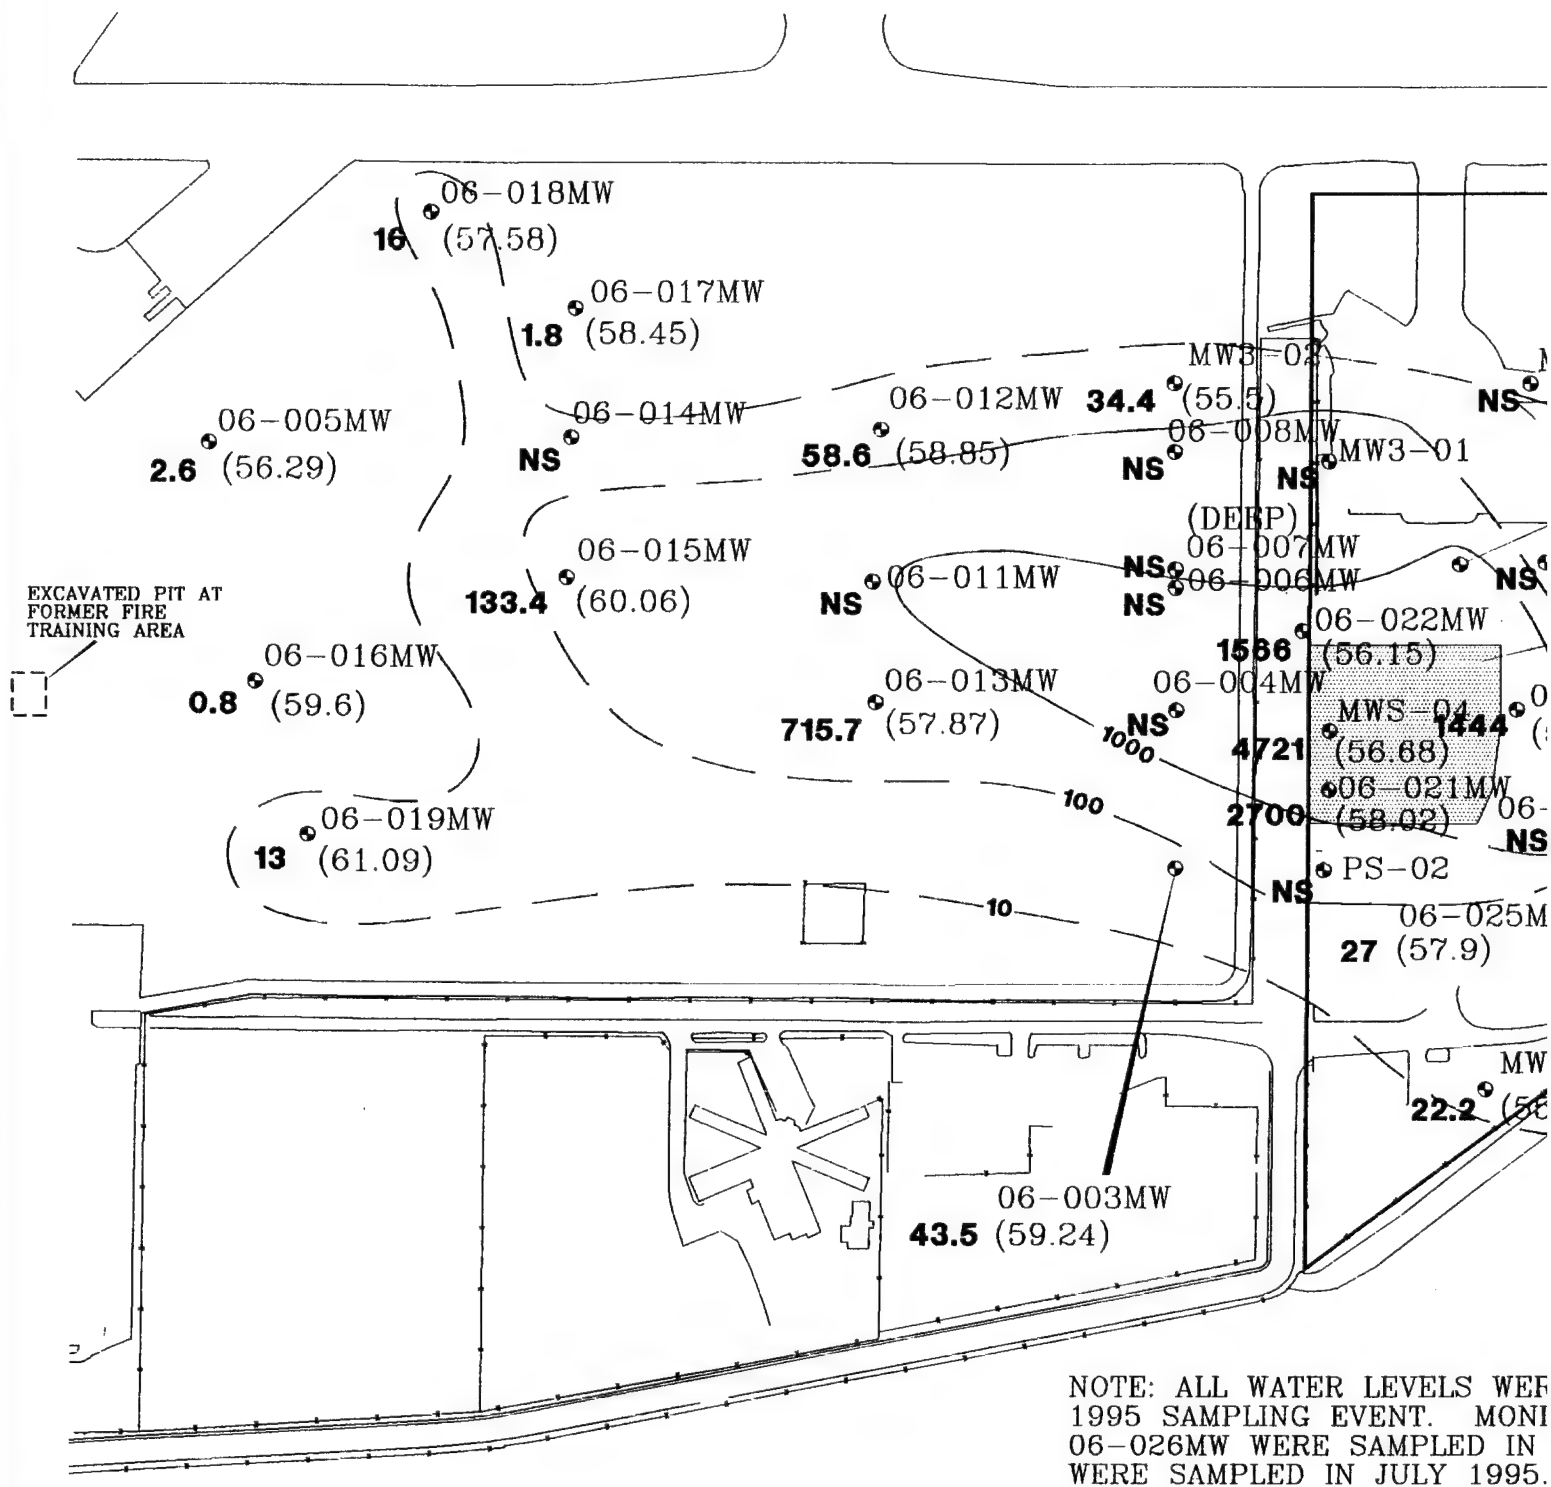 06-018MW
16 (57.58)
06-017MW
1.8 (58.45)
MW3-02
34.4 (55.5)
06-012MW
58.6 (58.85)
06-005MW
2.6 (56.29)
06-014MW
NS
06-008MW
NS
MW3-01
NS
NS
(DEEP)
06-007MW
NS
06-006MW
NS
06-015MW
133.4 (60.06)
06-011MW
NS
NS
EXCAVATED PIT AT
FORMER FIRE
TRAINING AREA
06-022MW
1566 (56.15)
06-016MW
0.8 (59.6)
06-013MW
715.7 (57.87)
06-004MW
NS
MWS-04
4721 (56.68)
1444
1000
06-021MW
2700 (58.02)
100
06-
NS
06-019MW
13 (61.09)
PS-02
NS
10
06-025M
27 (57.9)
MW
22.2
06-003MW
43.5 (59.24)
NOTE: ALL WATER LEVELS WER
1995 SAMPLING EVENT. MONI
06-026MW WERE SAMPLED IN
WERE SAMPLED IN JULY 1995.